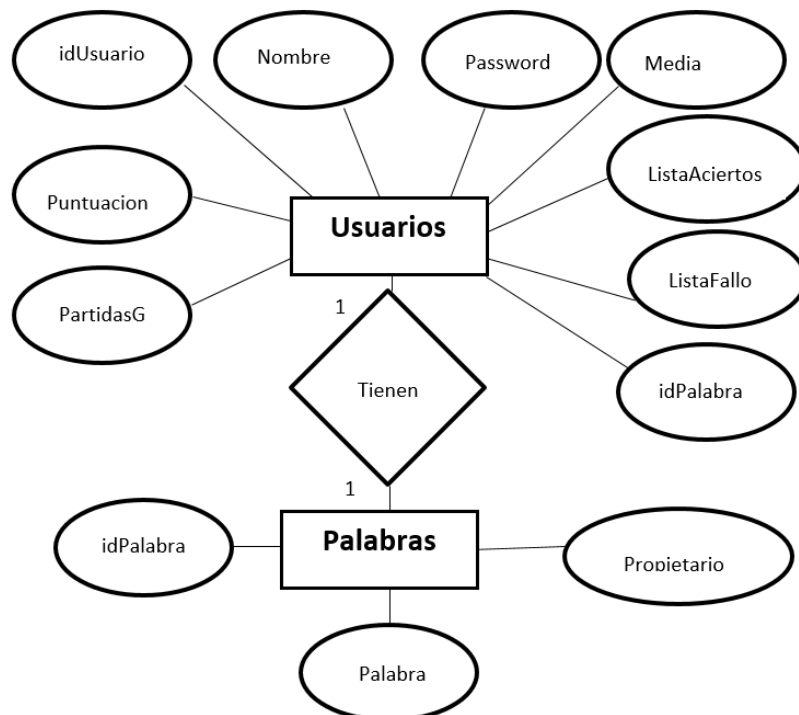 idUsuario
Nombre
Password
Media
Puntuacion
Usuarios
ListaAciertos
PartidasG
ListaFallo
1
Tienen
idPalabra
1
idPalabra
Palabras
Propietario
Palabra